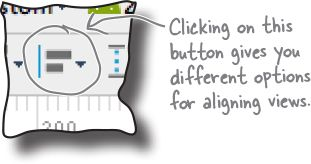 Clicking on this
button gives you
different options
for aligning views.